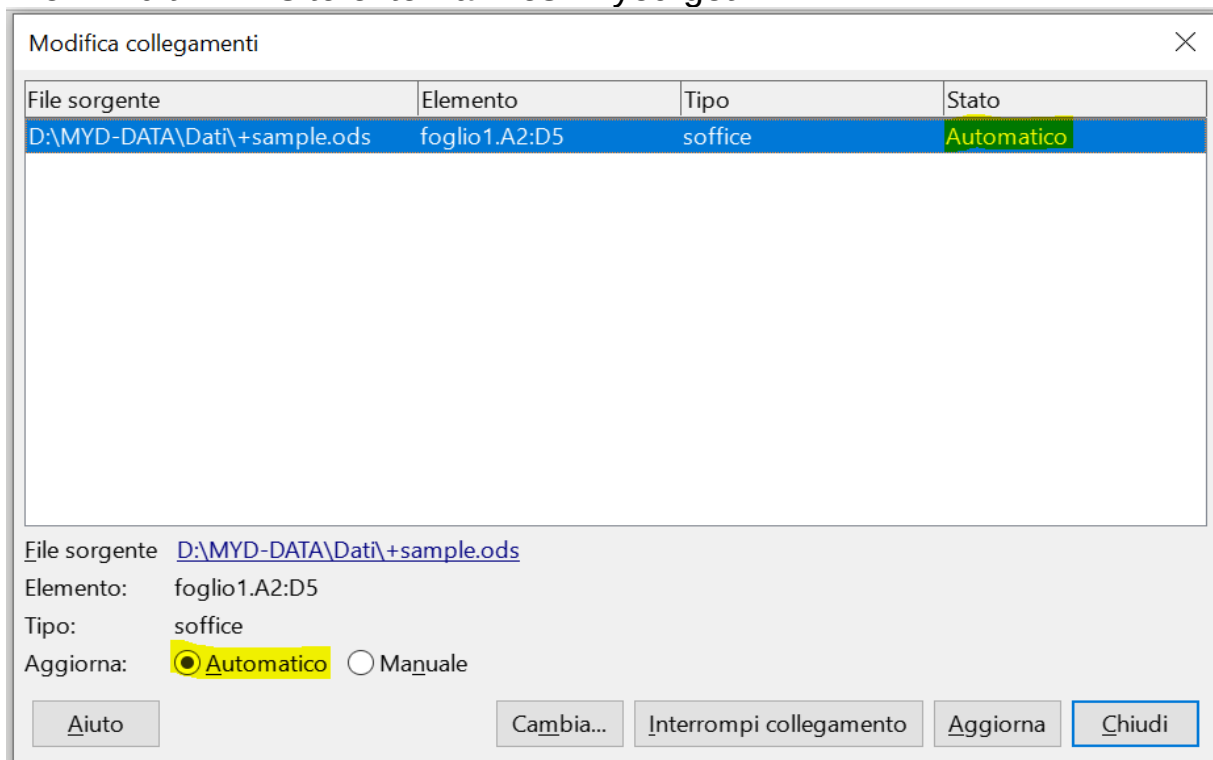 Modifica collegamenti
File sorgente Elemento Tipo Stato
D:\MYD-DATA\Dati\+sample.ods foglio1.A2:D5 soffice Automatico
File sorgente D:\MYD-DATA\Dati\+sample.ods
Elemento: foglio1.A2:D5
Tipo: soffice
Aggiorna: Automatico Manuale
Aiuto Cambia... Interrompi collegamento Aggiorna Chiudi